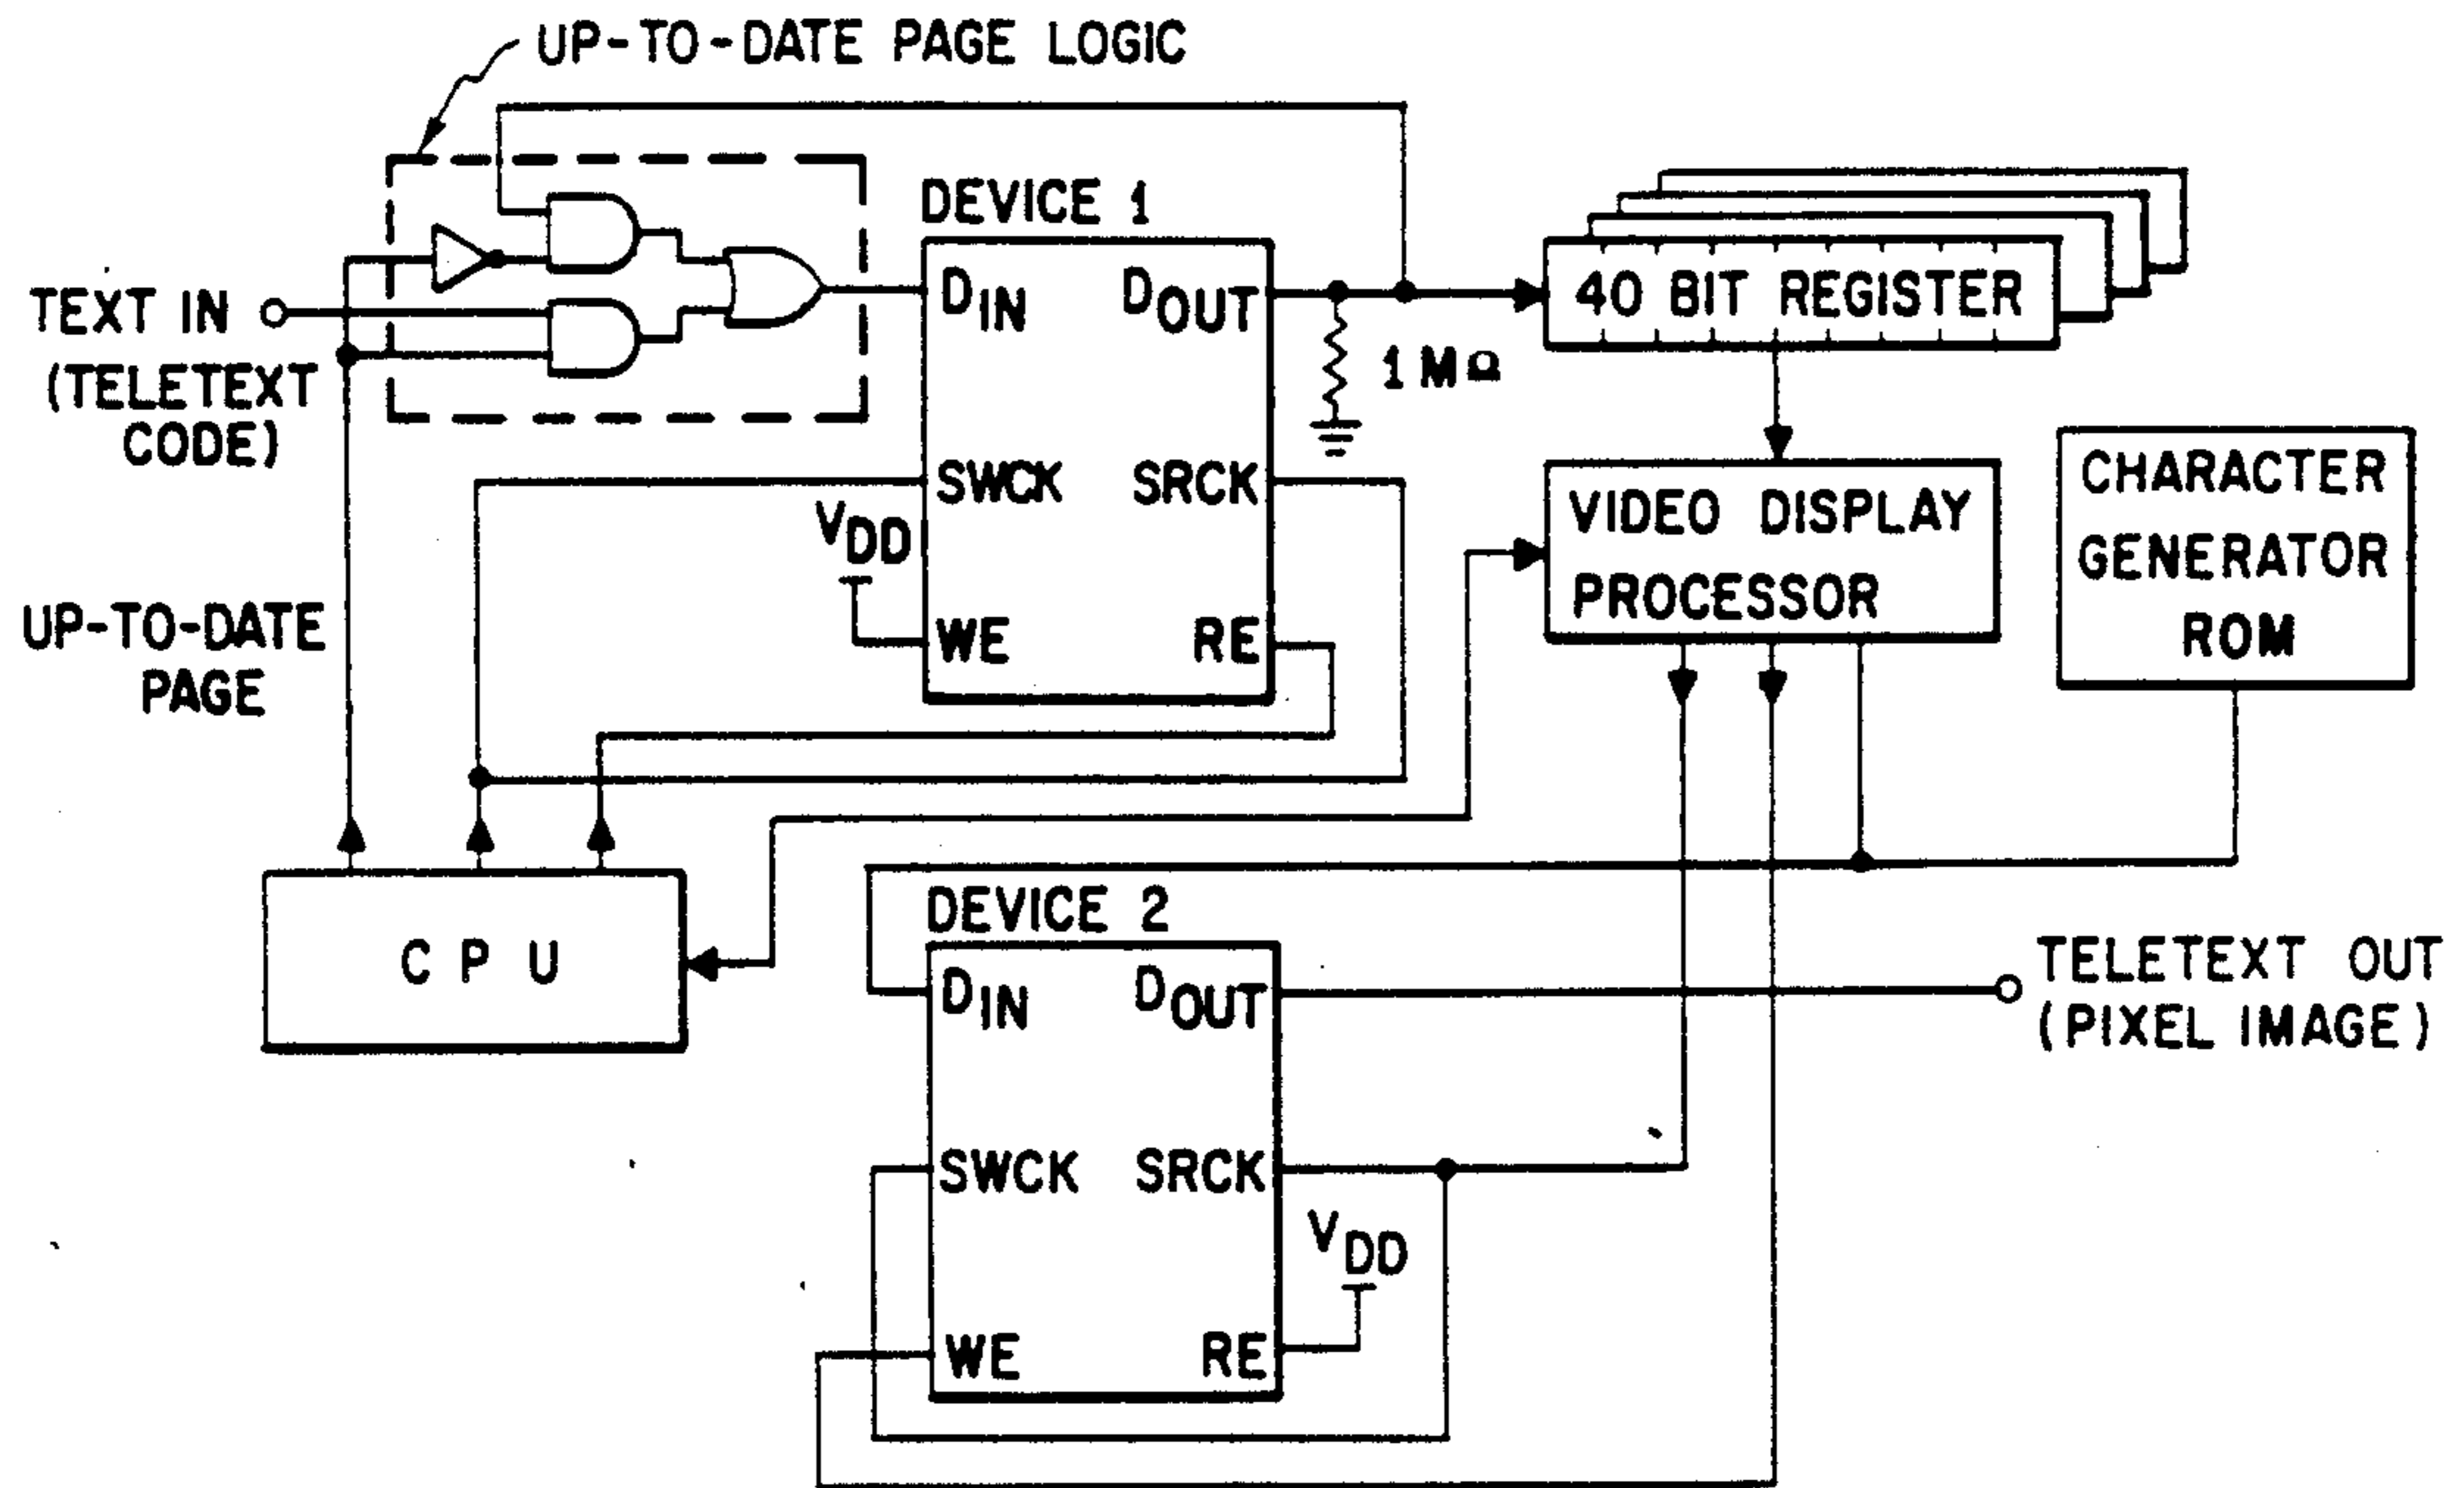 UP-TO-DATE PAGE LOGIC
DEVICE 1
TEXT IN
(TELETEXT
CODE)
DIN
DOUT
40 BIT REGISTER
1 MΩ
SWCK
SRCK
VDD
WE
RE
VIDEO DISPLAY
PROCESSOR
CHARACTER
GENERATOR
ROM
UP-TO-DATE
PAGE
CPU
DEVICE 2
DIN
DOUT
TELETEXT OUT
(PIXEL IMAGE)
SWCK
SRCK
VDD
WE
RE